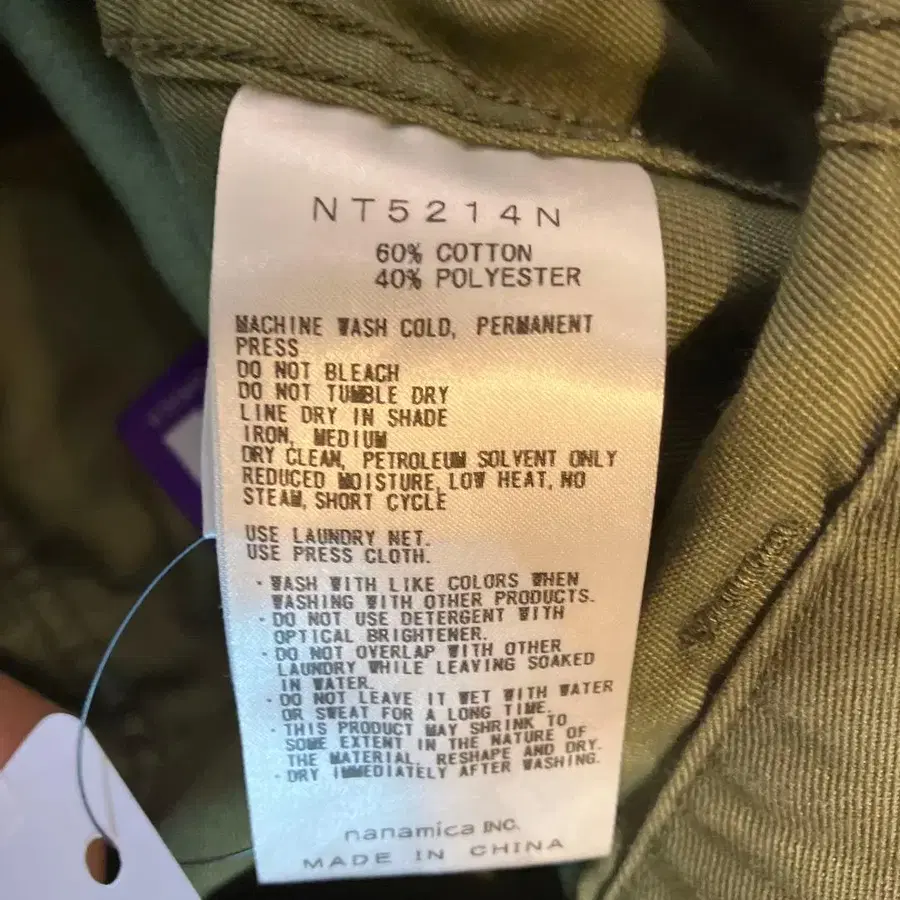 NT5214N
60% COTTON
40% POLYESTER
MACHINE WASH COLD, PERMANENT
PRESS
DO NOT BLEACH
DO NOT TUMBLE DRY
LINE DRY IN SHADE
IRON, MEDIUM
DRY CLEAN, PETROLEUM SOLVENT ONLY
REDUCED MOISTURE, LOW HEAT, NO
STEAM, SHORT CYCLE
USE LAUNDRY NET.
USE PRESS CLOTH.
・WASH WITH LIKE COLORS WHEN
WASHING WITH OTHER PRODUCTS.
・DO NOT USE DETERGENT WITH
OPTICAL BRIGHTENER.
・DO NOT OVERLAP WITH OTHER
LAUNDRY WHILE LEAVING SOAKED
IN WATER.
・DO NOT LEAVE IT WET WITH WATER
OR SWEAT FOR A LONG TIME.
・THIS PRODUCT MAY SHRINK TO
SOME EXTENT IN THE NATURE OF
THE MATERIAL, RESHAPE AND DRY.
・DRY IMMEDIATELY AFTER WASHING.
nanamica INC.
MADE IN CHINA